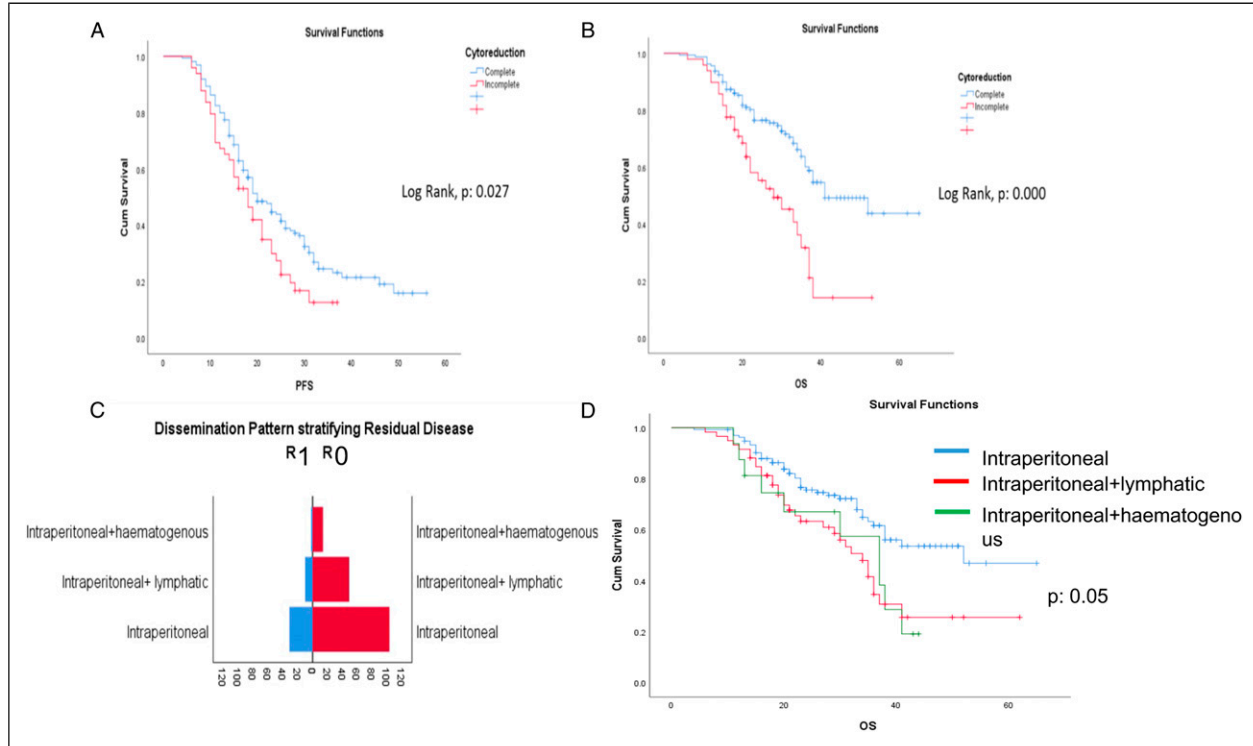 A
Survival Functions
Cytoreduction
Complete
Incomplete
Log Rank, p: 0.027
Cum Survival
1.0
0.8
0.6
0.4
0.2
0.0
0
10
20
30
40
50
60
PFS
B
Survival Functions
Cytoreduction
Complete
Incomplete
Log Rank, p: 0.000
Cum Survival
1.0
0.8
0.6
0.4
0.2
0.0
0
20
40
60
OS
C
Dissemination Pattern stratifying Residual Disease
R1 R0
Intraperitoneal+haematogenous
Intraperitoneal+haematogenous
Intraperitoneal+ lymphatic
Intraperitoneal+ lymphatic
Intraperitoneal
Intraperitoneal
120 100 80 60 40 20 0 20 40 60 80 100 120
D
Survival Functions
Intraperitoneal
Intraperitoneal+lymphatic
Intraperitoneal+haematogeno
us
p: 0.05
Cum Survival
1.0
0.8
0.6
0.4
0.2
0.0
0
20
40
60
OS